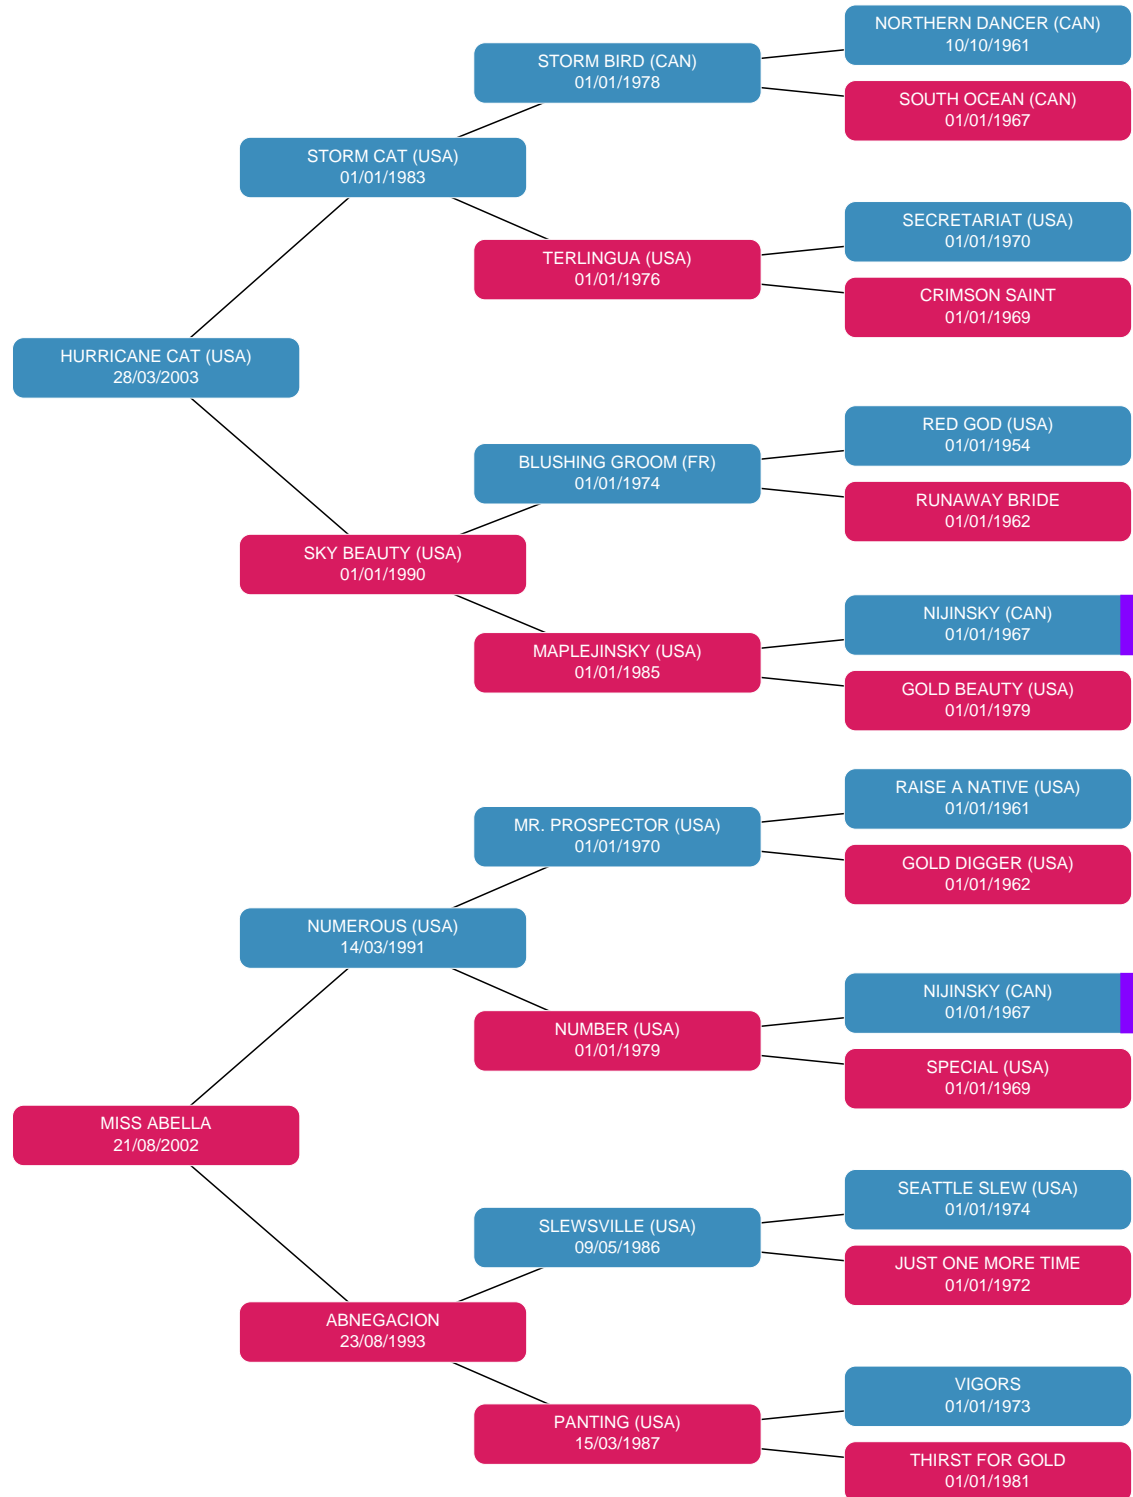 NORTHERN DANCER (CAN)
10/10/1961
STORM BIRD (CAN)
01/01/1978
SOUTH OCEAN (CAN)
01/01/1967
STORM CAT (USA)
01/01/1983
SECRETARIAT (USA)
01/01/1970
TERLINGUA (USA)
01/01/1976
CRIMSON SAINT
01/01/1969
HURRICANE CAT (USA)
28/03/2003
RED GOD (USA)
01/01/1954
BLUSHING GROOM (FR)
01/01/1974
RUNAWAY BRIDE
01/01/1962
SKY BEAUTY (USA)
01/01/1990
NIJINSKY (CAN)
01/01/1967
MAPLEJINSKY (USA)
01/01/1985
GOLD BEAUTY (USA)
01/01/1979
RAISE A NATIVE (USA)
01/01/1961
MR. PROSPECTOR (USA)
01/01/1970
GOLD DIGGER (USA)
01/01/1962
NUMEROUS (USA)
14/03/1991
NIJINSKY (CAN)
01/01/1967
NUMBER (USA)
01/01/1979
SPECIAL (USA)
01/01/1969
MISS ABELLA
21/08/2002
SEATTLE SLEW (USA)
01/01/1974
SLEWSVILLE (USA)
09/05/1986
JUST ONE MORE TIME
01/01/1972
ABNEGACION
23/08/1993
VIGORS
01/01/1973
PANTING (USA)
15/03/1987
THIRST FOR GOLD
01/01/1981